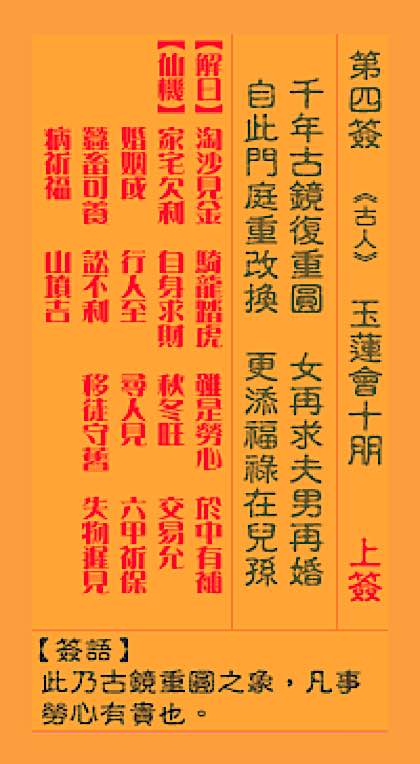 第四簽 《古人》 玉蓮會十朋 上簽
千年古鏡復重圓 女再求夫男再婚
自此門庭重改換 更添福祿在兒孫
【解曰】淘沙見金 騎龍踏虎 雖是勞心 於中有補
【仙機】家宅欠利 自身求財 秋冬旺 交易允
婚姻成 行人至 尋人見 六甲祈保
蠶畜可養 訟不利 移徒守舊 失物遲見
病祈福 山墳吉
【簽語】
此乃古鏡重圓之象，凡事
勞心有貴也。